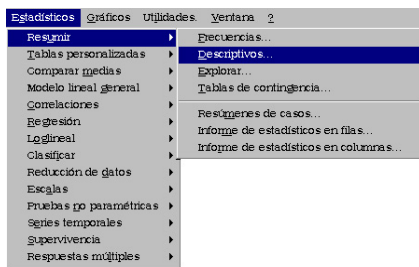 Estadísticos Gráficos Utilidades. Ventana ?
Resumir
Tablas personalizadas
Comparar medias
Modelo lineal general
Correlaciones
Regresión
Loglineal
Clasificar
Reducción de datos
Escalas
Pruebas no paramétricas
Series temporales
Supervivencia
Respuestas múltiples
Frecuencias...
Descriptivos...
Explorar...
Tablas de contingencia...
Resúmenes de casos...
Informe de estadísticos en filas...
Informe de estadísticos en columnas...